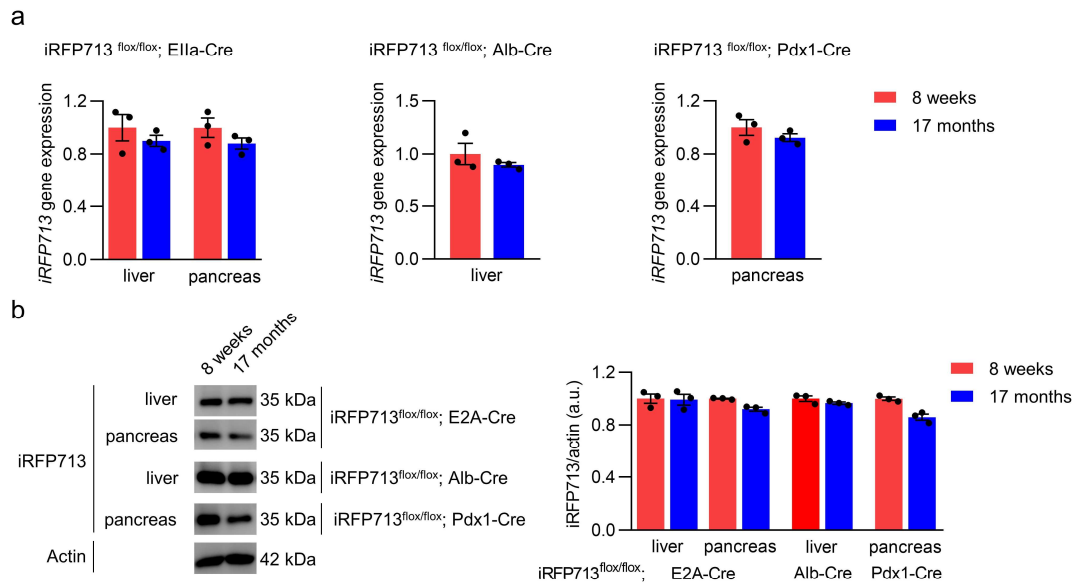 a
iRFP713 flox/flox; EIIa-Cre
iRFP713 flox/flox; Alb-Cre
iRFP713 flox/flox; Pdx1-Cre
iRFP713 gene expression
1.2
0.8
0.4
0.0
liver
pancreas
iRFP713 gene expression
1.5
1.0
0.5
0.0
liver
iRFP713 gene expression
1.2
0.8
0.4
0.0
pancreas
8 weeks
17 months
b
8 weeks
17 months
iRFP713
liver
35 kDa
pancreas
35 kDa
iRFP713flox/flox; E2A-Cre
liver
35 kDa
iRFP713flox/flox; Alb-Cre
pancreas
35 kDa
iRFP713flox/flox; Pdx1-Cre
Actin
42 kDa
iRFP713/actin (a.u.)
1.2
0.8
0.4
0.0
liver
pancreas
liver
pancreas
iRFP713flox/flox;
E2A-Cre
Alb-Cre
Pdx1-Cre
8 weeks
17 months